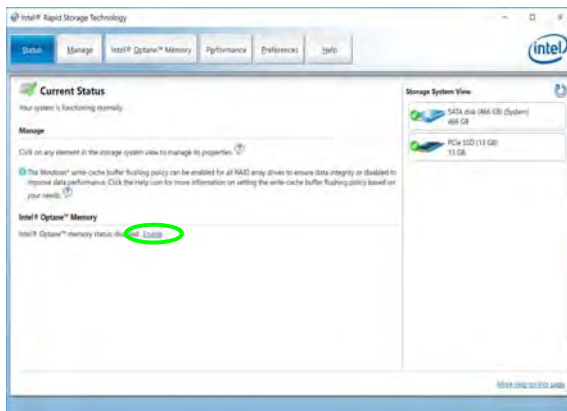 Intel® Rapid Storage Technology
Status
Manage
Intel® Optane™ Memory
Performance
Preferences
Help
intel
Current Status
Your system is functioning normally.
Manage
Click on any element in the storage system view to manage its properties.
The Windows* write-cache buffer flushing policy can be enabled for all RAID array drives to ensure data integrity or disabled to
improve data performance. Click the Help icon for more information on setting the write-cache buffer flushing policy based on
your needs.
Intel® Optane™ Memory
Intel® Optane™ memory status: disabled. Enable
Storage System View
SATA disk (466 GB) (System)
466 GB
PCIe SSD (13 GB)
13 GB
More help on this page